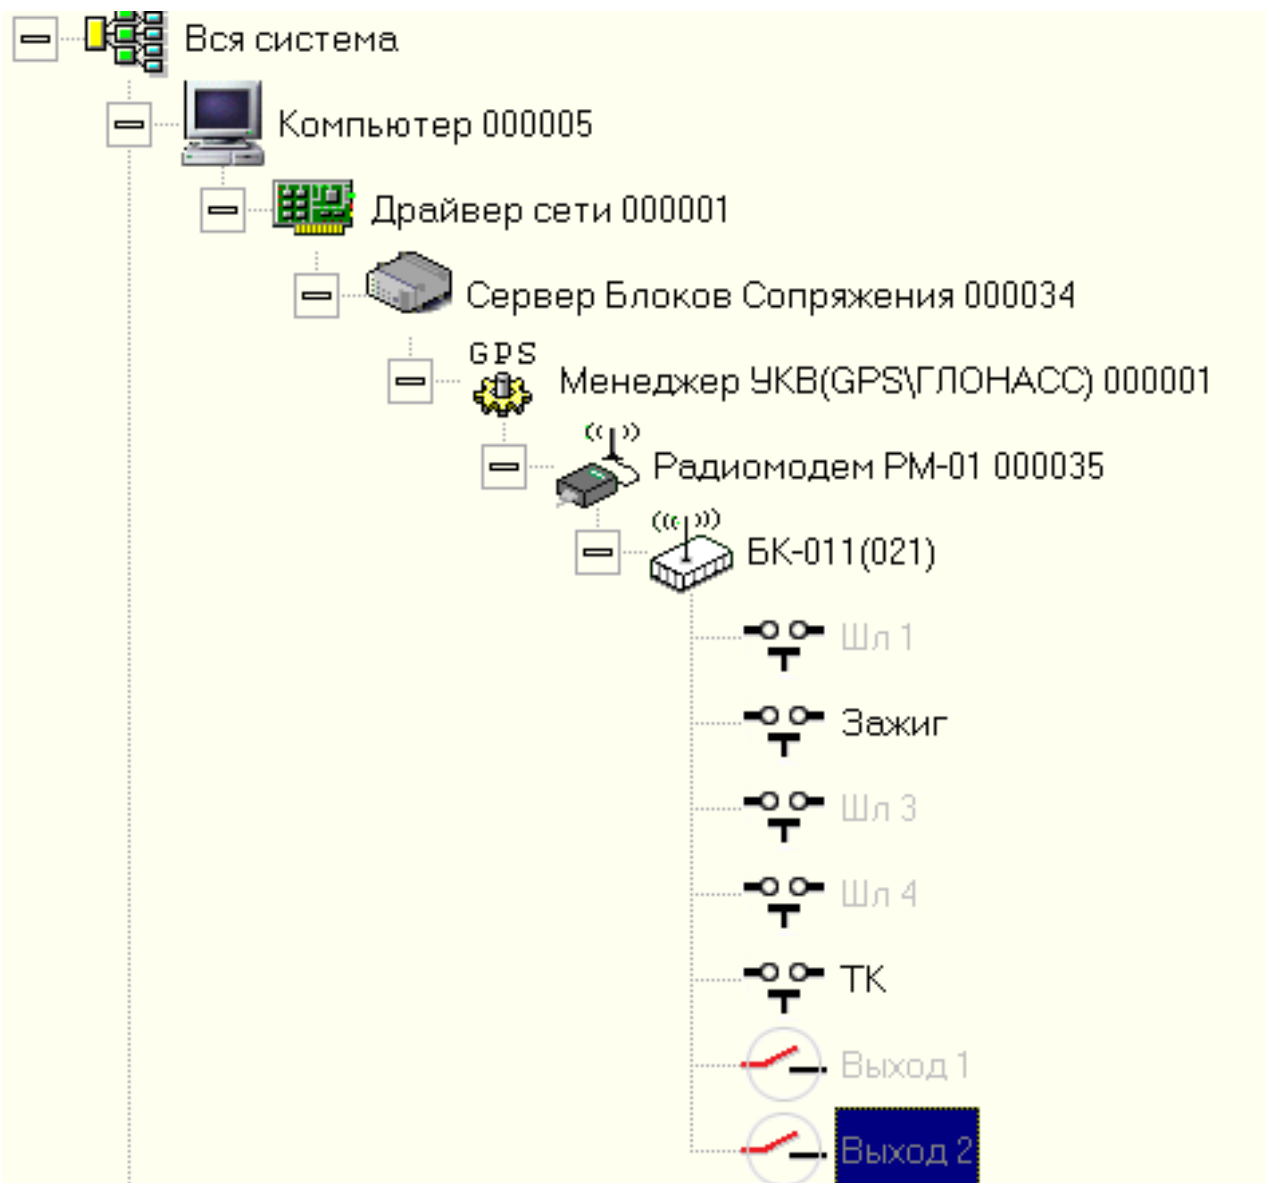 Вся система
Компьютер 000005
Драйвер сети 000001
Сервер Блоков Сопряжения 000034
GPS
Менеджер УКВ(GPS\ГЛОНАСС) 000001
Радиомодем РМ-01 000035
БК-011(021)
Шл 1
Зажиг
Шл 3
Шл 4
ТК
Выход 1
Выход 2